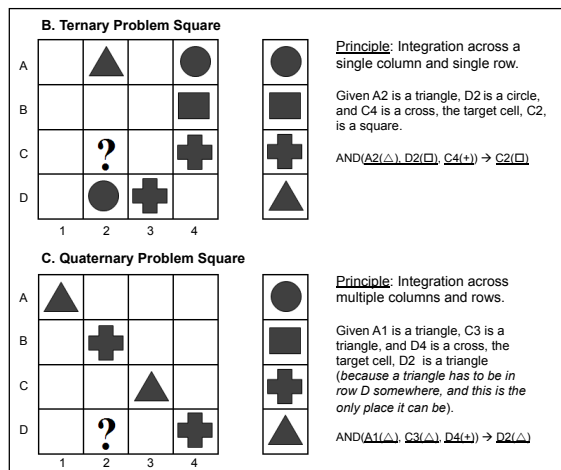 B. Ternary Problem Square
A
B
C
?
D
1 2 3 4
Principle: Integration across a
single column and single row.
Given A2 is a triangle, D2 is a circle,
and C4 is a cross, the target cell, C2,
is a square.
AND(A2(△), D2(□), C4(+)) → C2(□)
C. Quaternary Problem Square
A
B
C
D
?
1 2 3 4
Principle: Integration across
multiple columns and rows.
Given A1 is a triangle, C3 is a
triangle, and D4 is a cross, the
target cell, D2 is a triangle
(because a triangle has to be in
row D somewhere, and this is the
only place it can be).
AND(A1(△), C3(△), D4(+)) → D2(△)